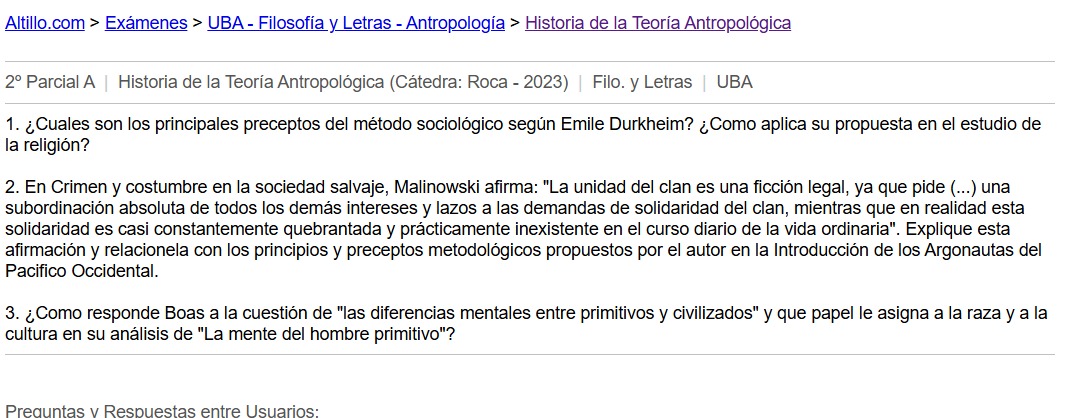 Altillo.com > Exámenes > UBA - Filosofía y Letras - Antropología > Historia de la Teoría Antropológica
2º Parcial A | Historia de la Teoría Antropológica (Cátedra: Roca - 2023) | Filo. y Letras | UBA
1. ¿Cuales son los principales preceptos del método sociológico según Emile Durkheim? ¿Como aplica su propuesta en el estudio de
la religión?
2. En Crimen y costumbre en la sociedad salvaje, Malinowski afirma: "La unidad del clan es una ficción legal, ya que pide (...) una
subordinación absoluta de todos los demás intereses y lazos a las demandas de solidaridad del clan, mientras que en realidad esta
solidaridad es casi constantemente quebrantada y prácticamente inexistente en el curso diario de la vida ordinaria". Explique esta
afirmación y relacionela con los principios y preceptos metodológicos propuestos por el autor en la Introducción de los Argonautas del
Pacifico Occidental.
3. ¿Como responde Boas a la cuestión de "las diferencias mentales entre primitivos y civilizados" y que papel le asigna a la raza y a la
cultura en su análisis de "La mente del hombre primitivo"?
Preguntas y Respuestas entre Usuarios: